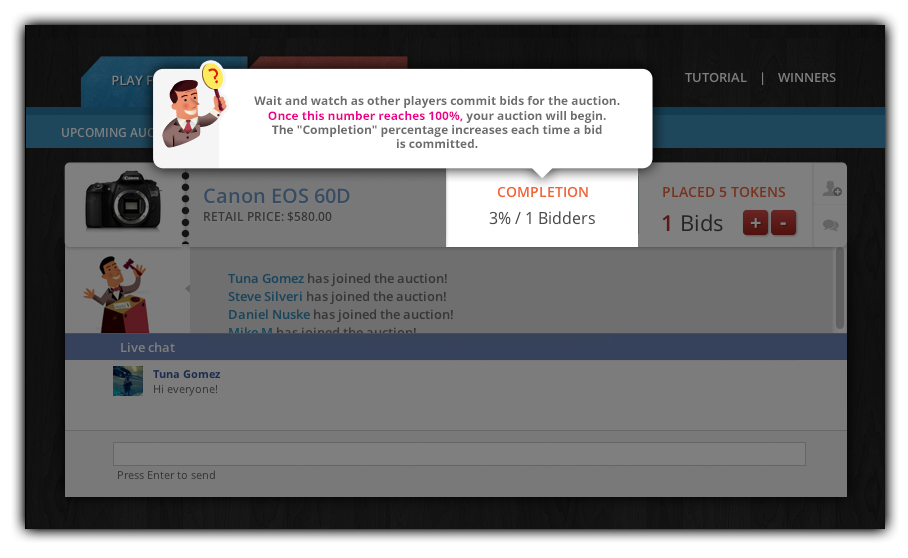 PLAY F
TUTORIAL | WINNERS
Wait and watch as other players commit bids for the auction.
Once this number reaches 100%, your auction will begin.
The "Completion" percentage increases each time a bid
is committed.
UPCOMING AUC
Canon EOS 60D
RETAIL PRICE: $580.00
COMPLETION
3% / 1 Bidders
PLACED 5 TOKENS
1 Bids + -
Tuna Gomez has joined the auction!
Steve Silveri has joined the auction!
Daniel Nuske has joined the auction!
Mike M has joined the auction!
Live chat
Tuna Gomez
Hi everyone!
Press Enter to send